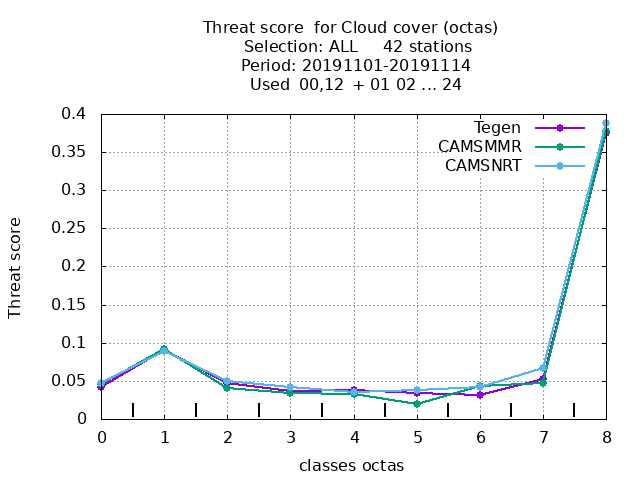 Threat score  for Cloud cover (octas)
Selection: ALL     42 stations
Period: 20191101-20191114
Used  00,12  + 01 02 ... 24
Tegen
CAMSMMR
CAMSNRT
0.4
0.35
0.3
0.25
0.2
0.15
0.1
0.05
0
Threat score
0 1 2 3 4 5 6 7 8
classes octas